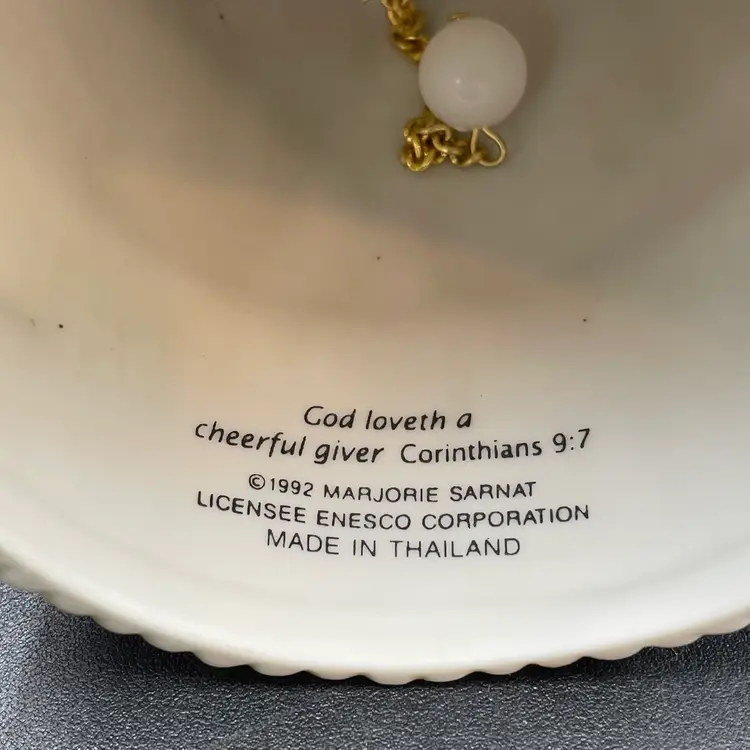 God loveth a
cheerful giver Corinthians 9:7
©1992 MARJORIE SARNAT
LICENSEE ENESCO CORPORATION
MADE IN THAILAND